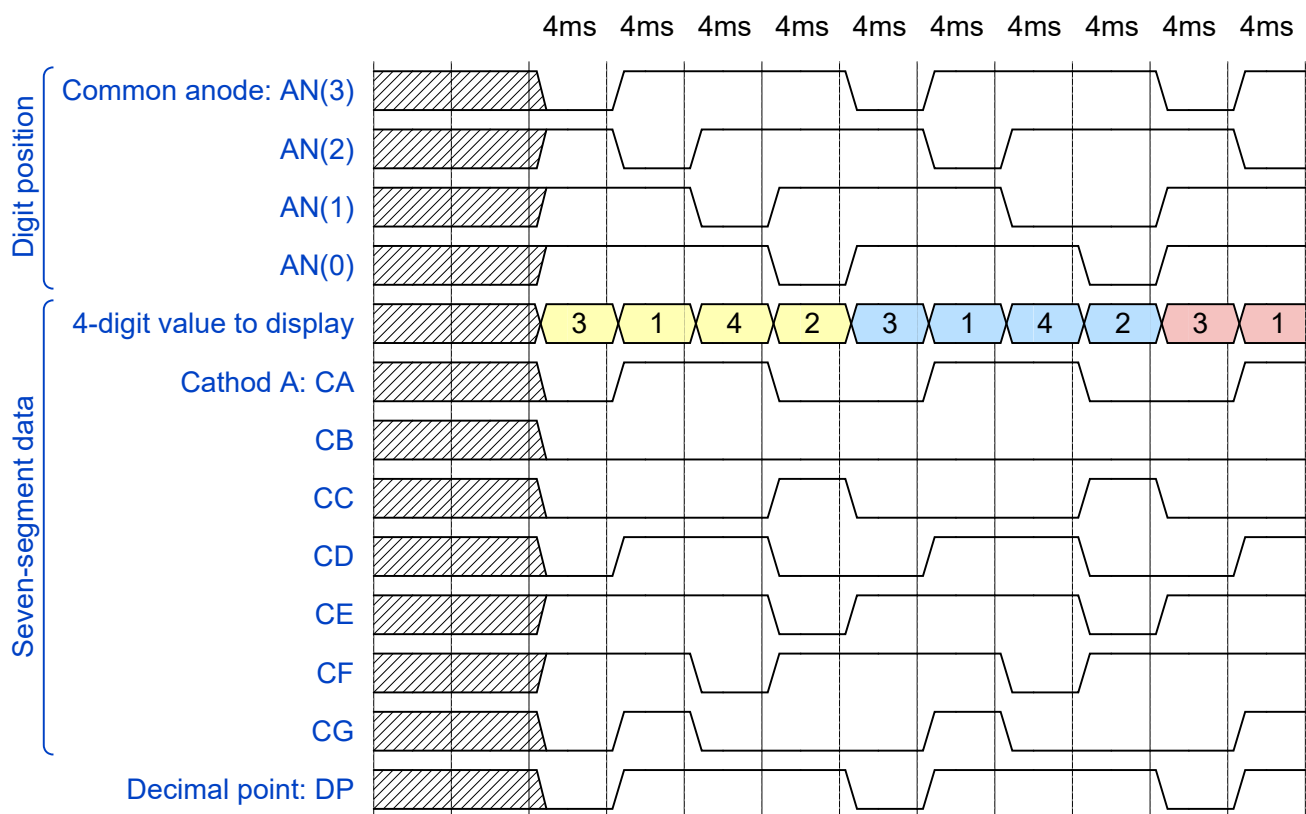 4ms 4ms 4ms 4ms 4ms 4ms 4ms 4ms 4ms 4ms
Digit position
Common anode: AN(3)
AN(2)
AN(1)
AN(0)
Seven-segment data
4-digit value to display 3 1 4 2 3 1 4 2 3 1
Cathod A: CA
CB
CC
CD
CE
CF
CG
Decimal point: DP